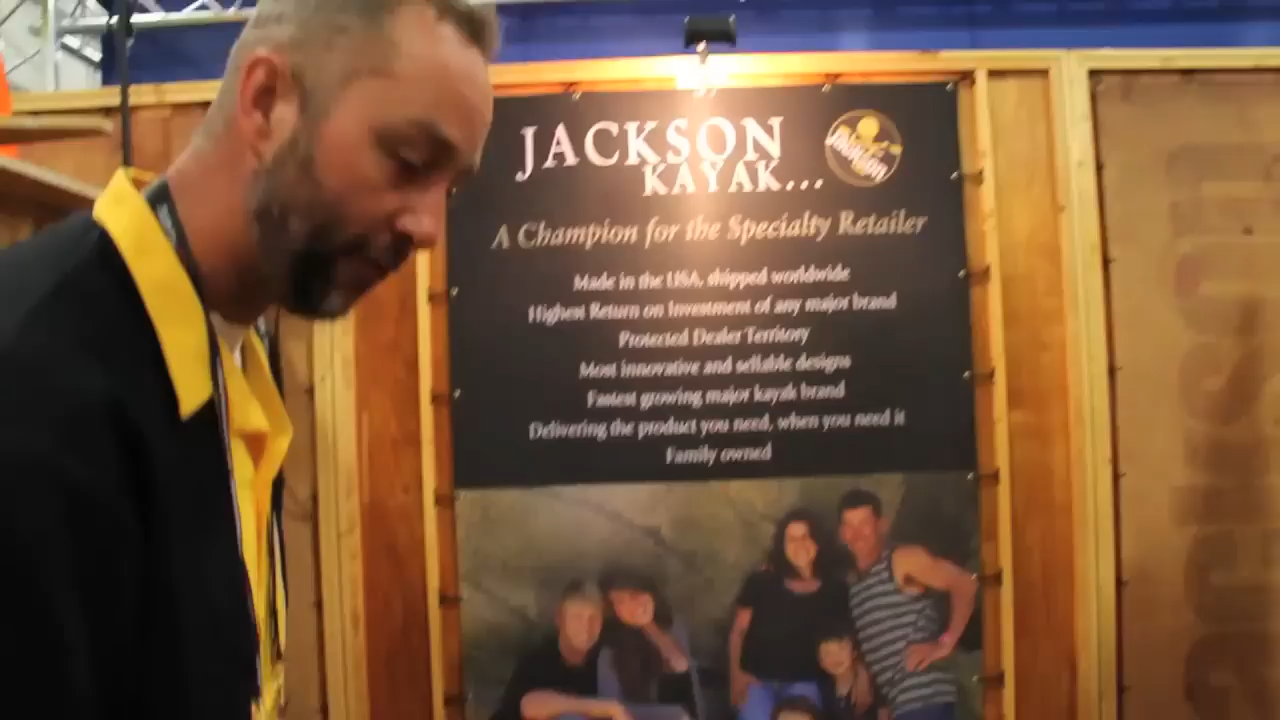 JACKSON
KAYAK...
JACKSON
A Champion for the Specialty Retailer
Made in the USA, shipped worldwide
Highest Return on Investment of any major brand
Protected Dealer Territory
Most innovative and sellable designs
Fastest growing major kayak brand
Delivering the product you need, when you need it
Family owned